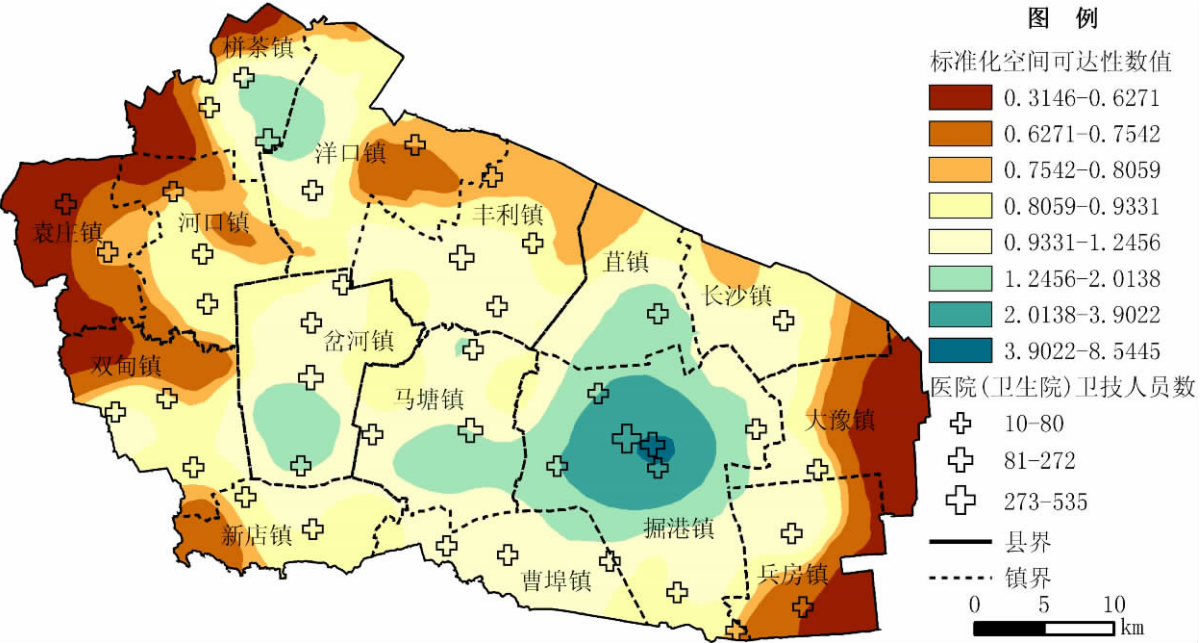 栟茶镇
洋口镇
河口镇
袁庄镇
丰利镇
苴镇
长沙镇
双甸镇
岔河镇
马塘镇
大豫镇
新店镇
掘港镇
曹埠镇
兵房镇
图 例
标准化空间可达性数值
0.3146-0.6271
0.6271-0.7542
0.7542-0.8059
0.8059-0.9331
0.9331-1.2456
1.2456-2.0138
2.0138-3.9022
3.9022-8.5445
医院(卫生院)卫技人员数
10-80
81-272
273-535
县界
镇界
0 5 10
km